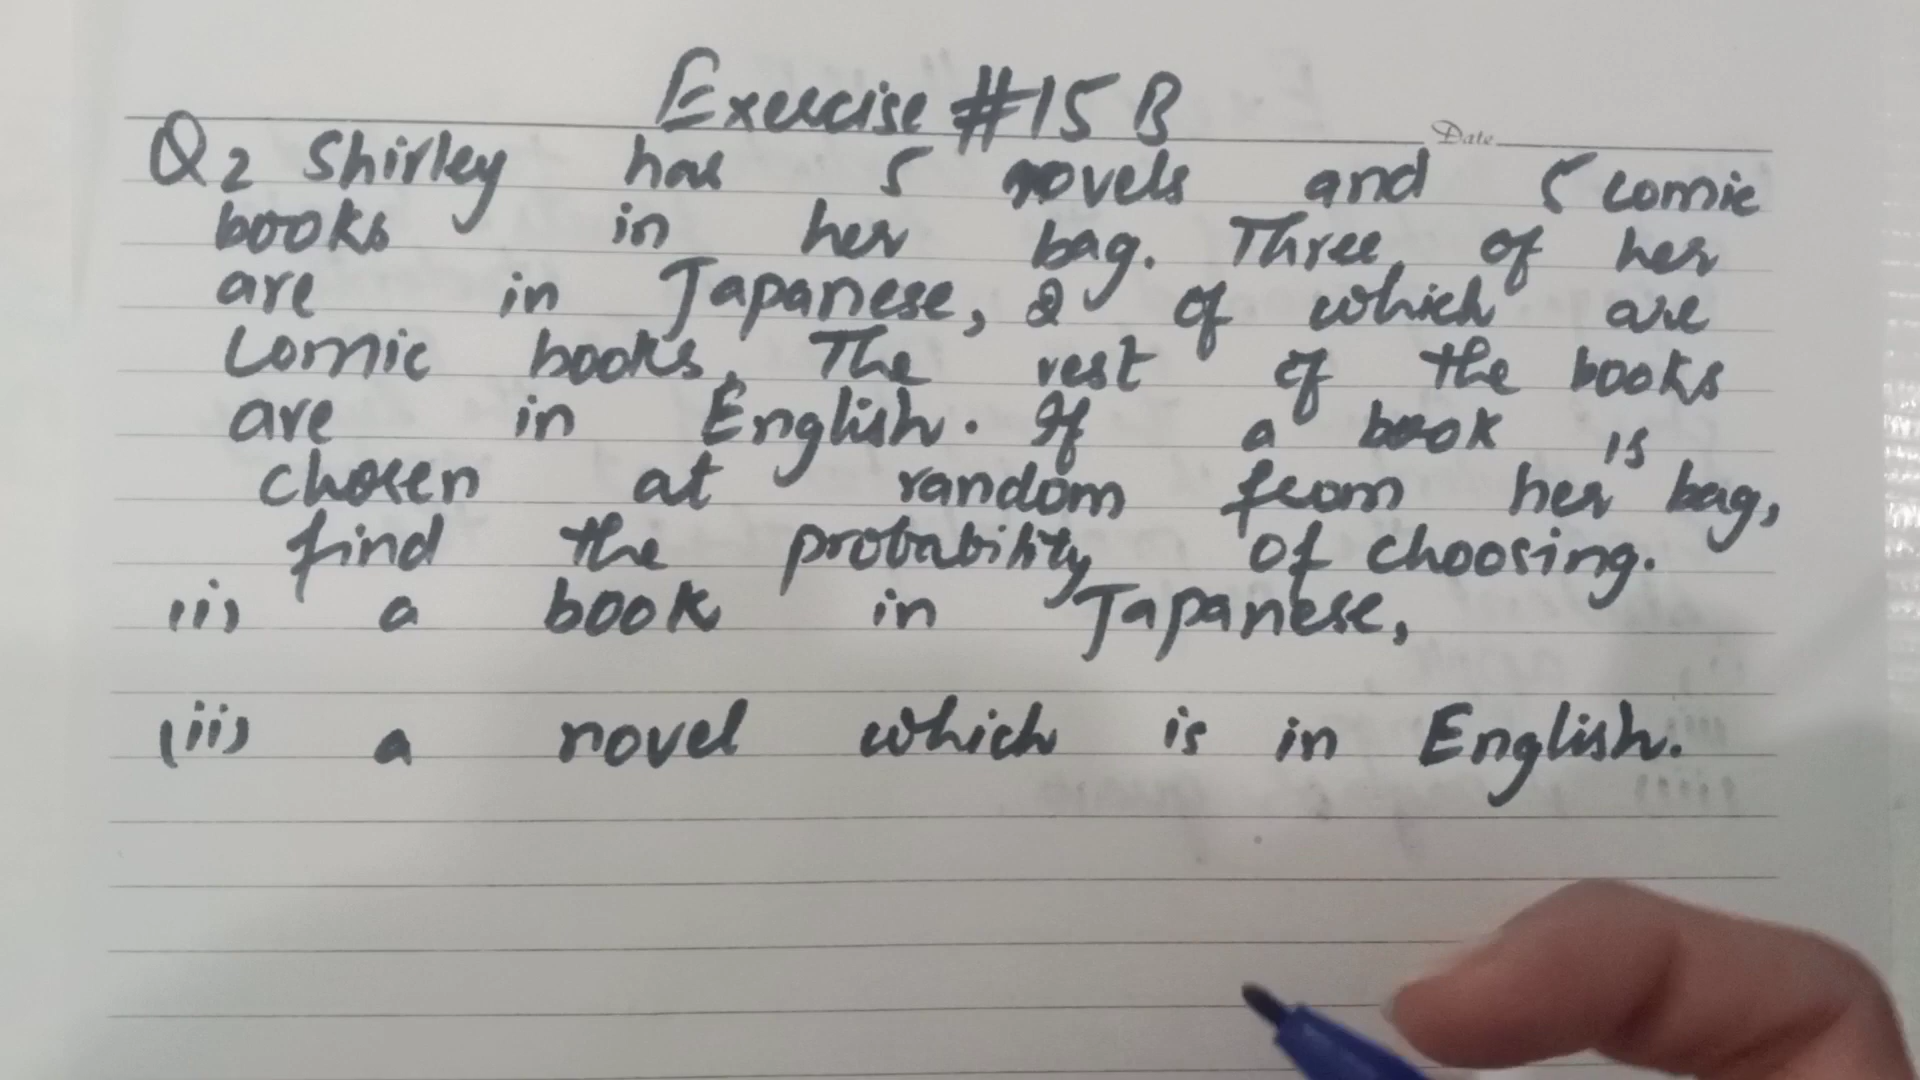 Exercise #15 B
Date
Q2 Shirley has 5 novels and 5 comic
books in her bag. Three of her
are in Japanese, 2 of which are
comic books. The rest of the books
are in English. If a book is
chosen at random from her bag,
find the probability of choosing.
(i) a book in Japanese,
(ii) a novel which is in English.